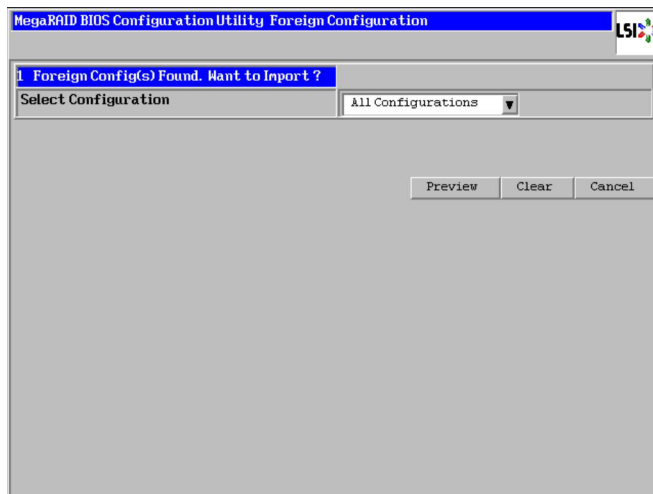 MegaRAID BIOS Configuration Utility Foreign Configuration
LSI
1 Foreign Config(s) Found. Want to Import ?
Select Configuration
All Configurations
Preview Clear Cancel